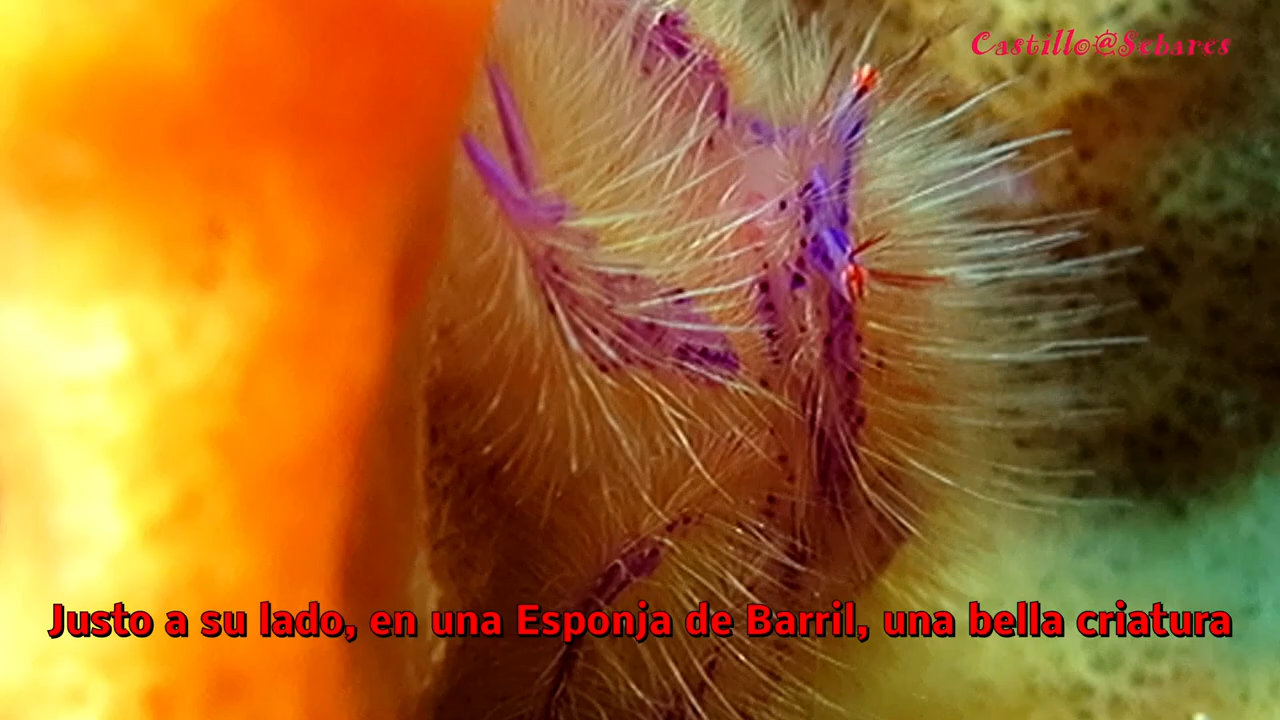 Castillo@Sebares
Justo a su lado, en una Esponja de Barril, una bella criatura